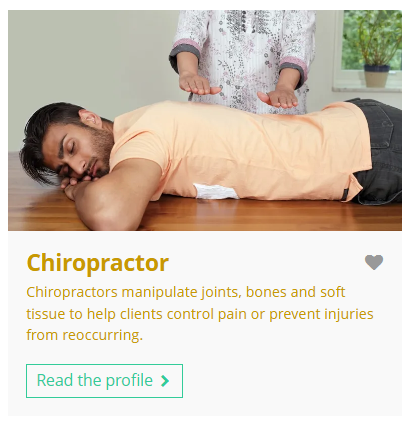 Chiropractor
Chiropractors manipulate joints, bones and soft
tissue to help clients control pain or prevent injuries
from reoccurring.
Read the profile